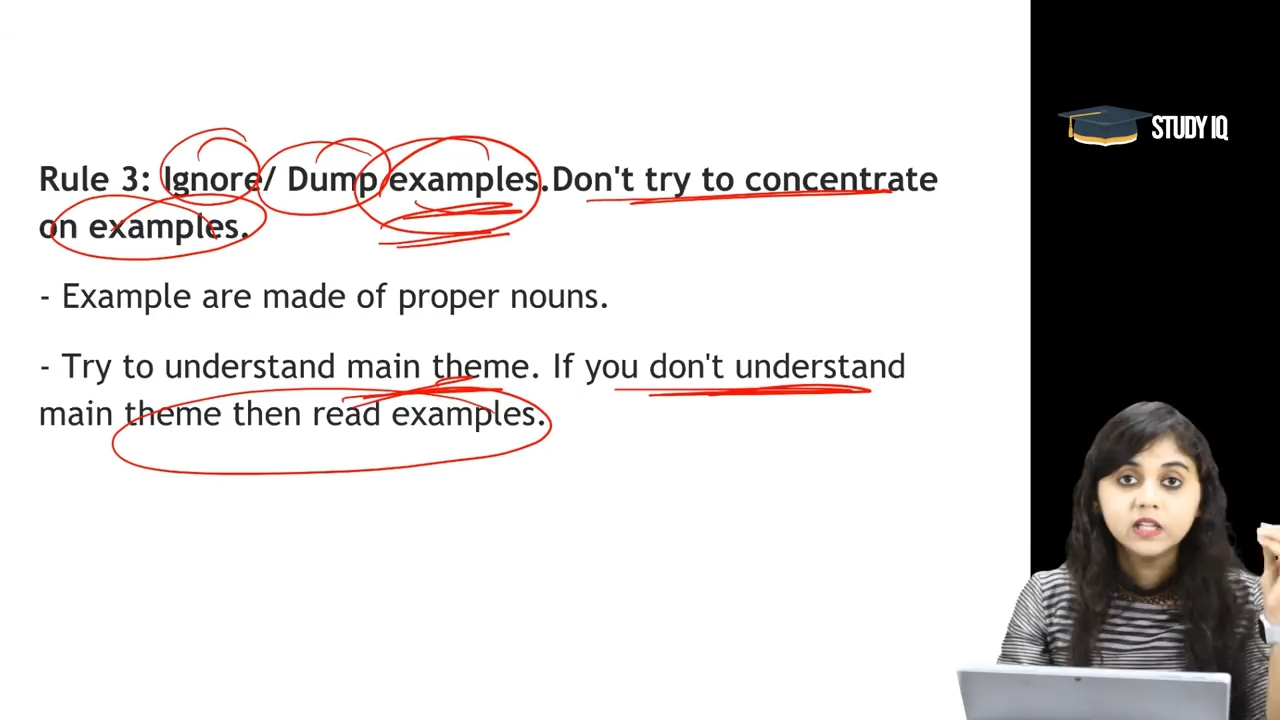 Rule 3: Ignore/ Dump examples.Don't try to concentrate
on examples.
- Example are made of proper nouns.
- Try to understand main theme. If you don't understand
main theme then read examples.
STUDY IQ